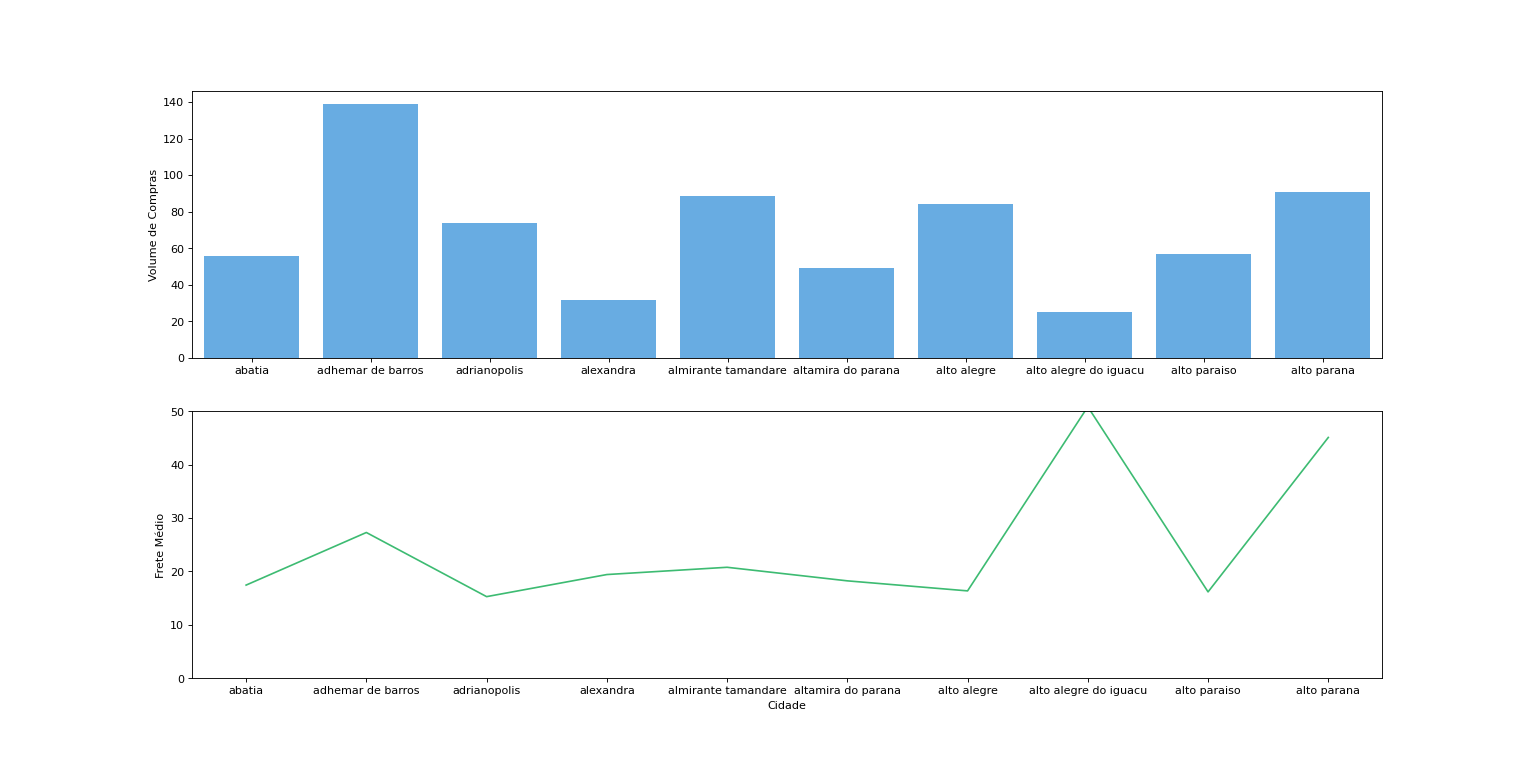 Volume de Compras
140
120
100
80
60
40
20
0
abatia adhemar de barros adrianopolis alexandra almirante tamandare altamira do parana alto alegre alto alegre do iguacu alto paraiso alto parana
Frete Médio
50
40
30
20
10
0
abatia adhemar de barros adrianopolis alexandra almirante tamandare altamira do parana alto alegre alto alegre do iguacu alto paraiso alto parana
Cidade